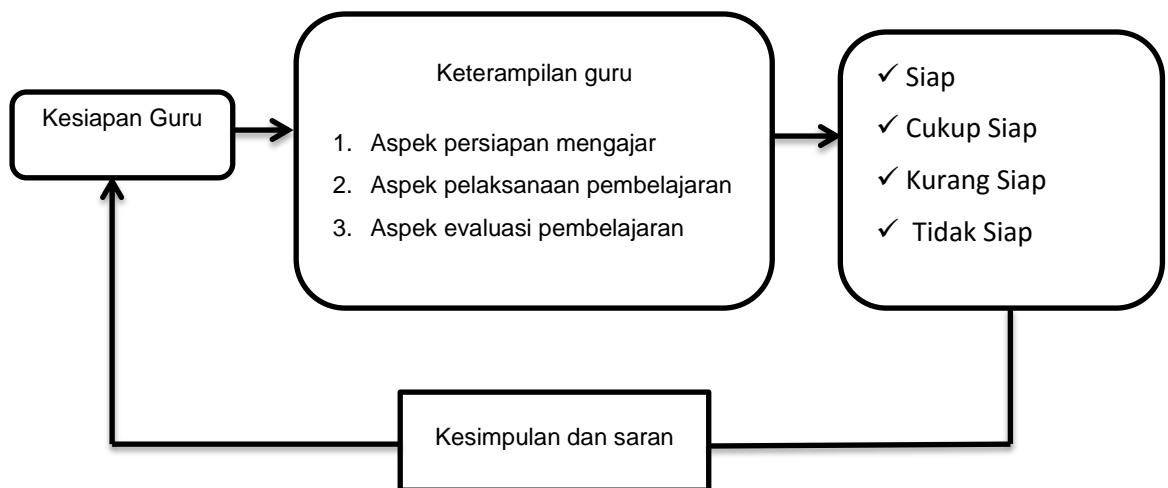 Kesiapan Guru
Keterampilan guru
1. Aspek persiapan mengajar
2. Aspek pelaksanaan pembelajaran
3. Aspek evaluasi pembelajaran
✓ Siap
✓ Cukup Siap
✓ Kurang Siap
✓ Tidak Siap
Kesimpulan dan saran